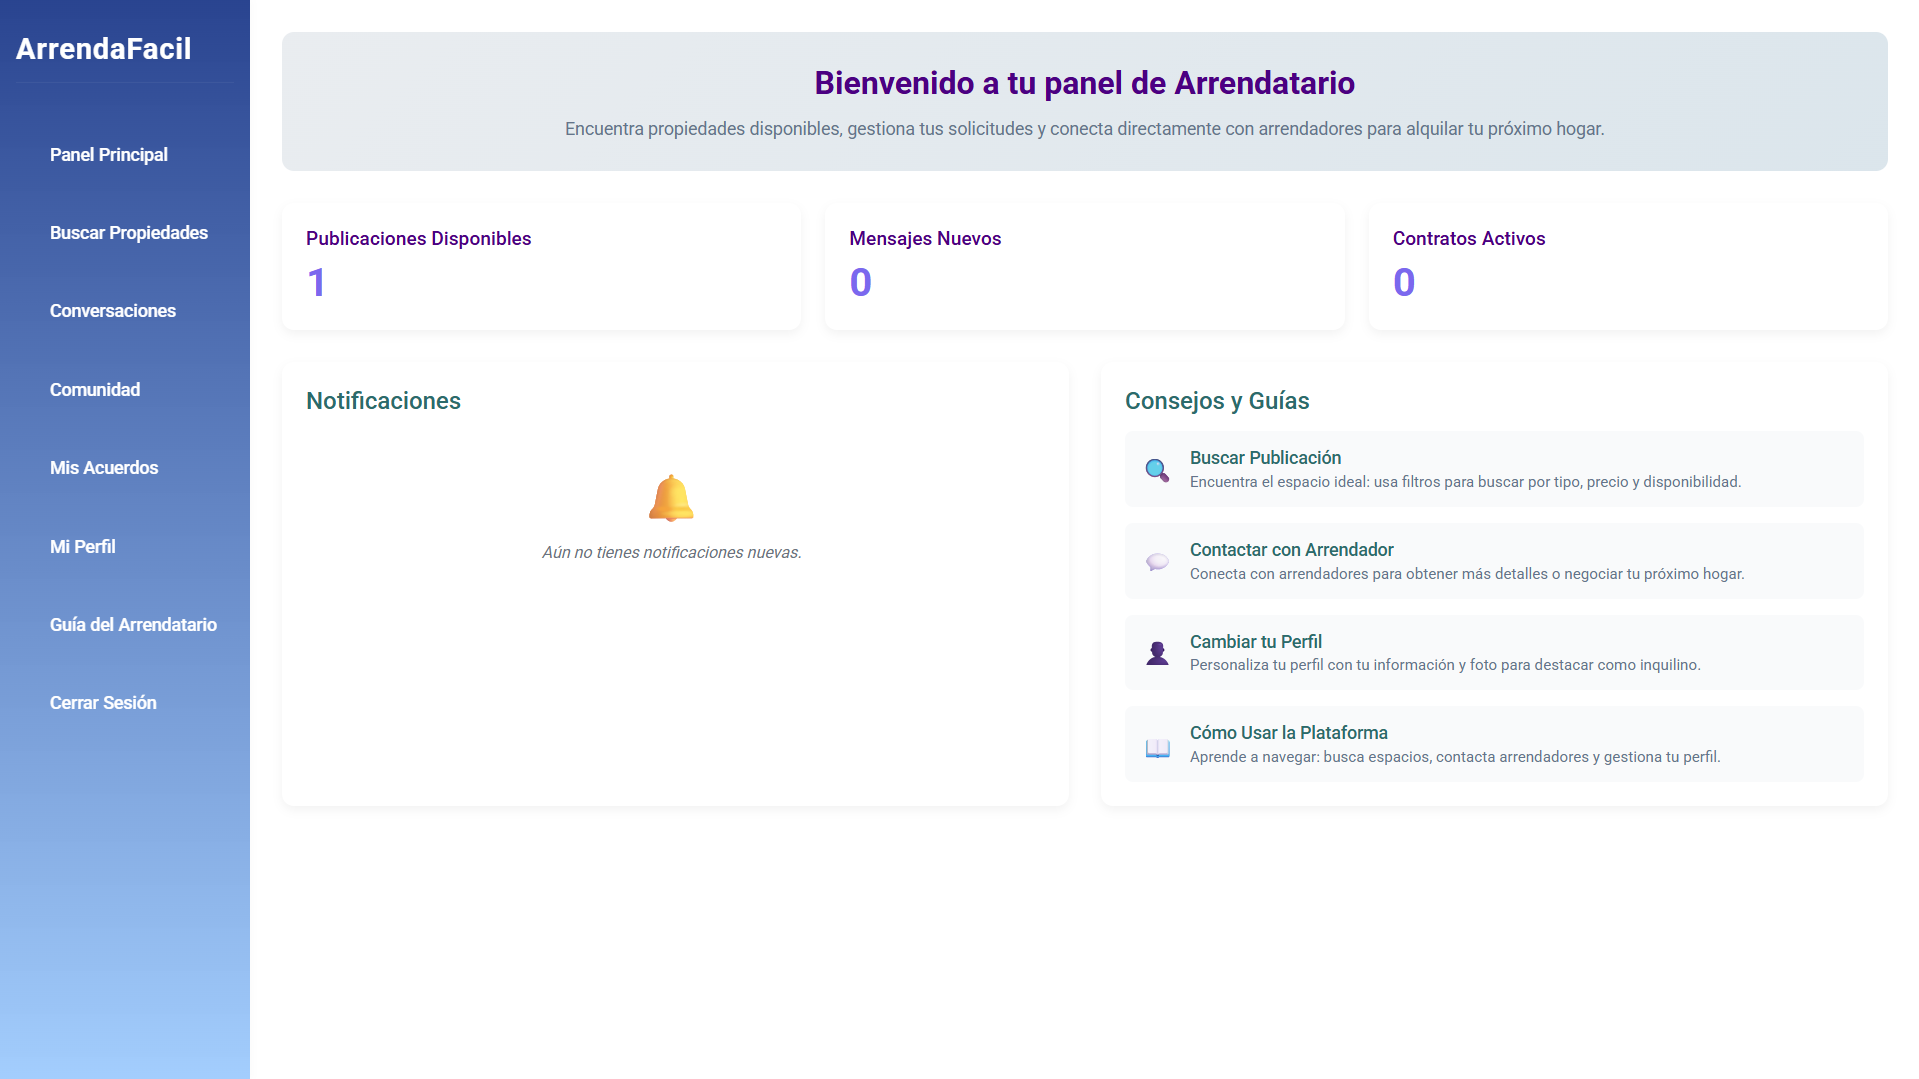 ArrendaFacil
Panel Principal
Buscar Propiedades
Conversaciones
Comunidad
Mis Acuerdos
Mi Perfil
Guía del Arrendatario
Cerrar Sesión
Bienvenido a tu panel de Arrendatario
Encuentra propiedades disponibles, gestiona tus solicitudes y conecta directamente con arrendadores para alquilar tu próximo hogar.
Publicaciones Disponibles
1
Mensajes Nuevos
0
Contratos Activos
0
Notificaciones
Aún no tienes notificaciones nuevas.
Consejos y Guías
Buscar Publicación
Encuentra el espacio ideal: usa filtros para buscar por tipo, precio y disponibilidad.
Contactar con Arrendador
Conecta con arrendadores para obtener más detalles o negociar tu próximo hogar.
Cambiar tu Perfil
Personaliza tu perfil con tu información y foto para destacar como inquilino.
Cómo Usar la Plataforma
Aprende a navegar: busca espacios, contacta arrendadores y gestiona tu perfil.